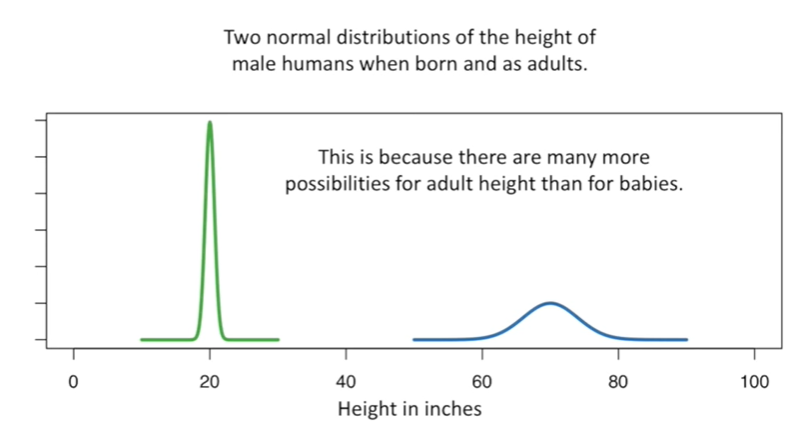 Two normal distributions of the height of
male humans when born and as adults.
This is because there are many more
possibilities for adult height than for babies.
0 20 40 60 80 100
Height in inches